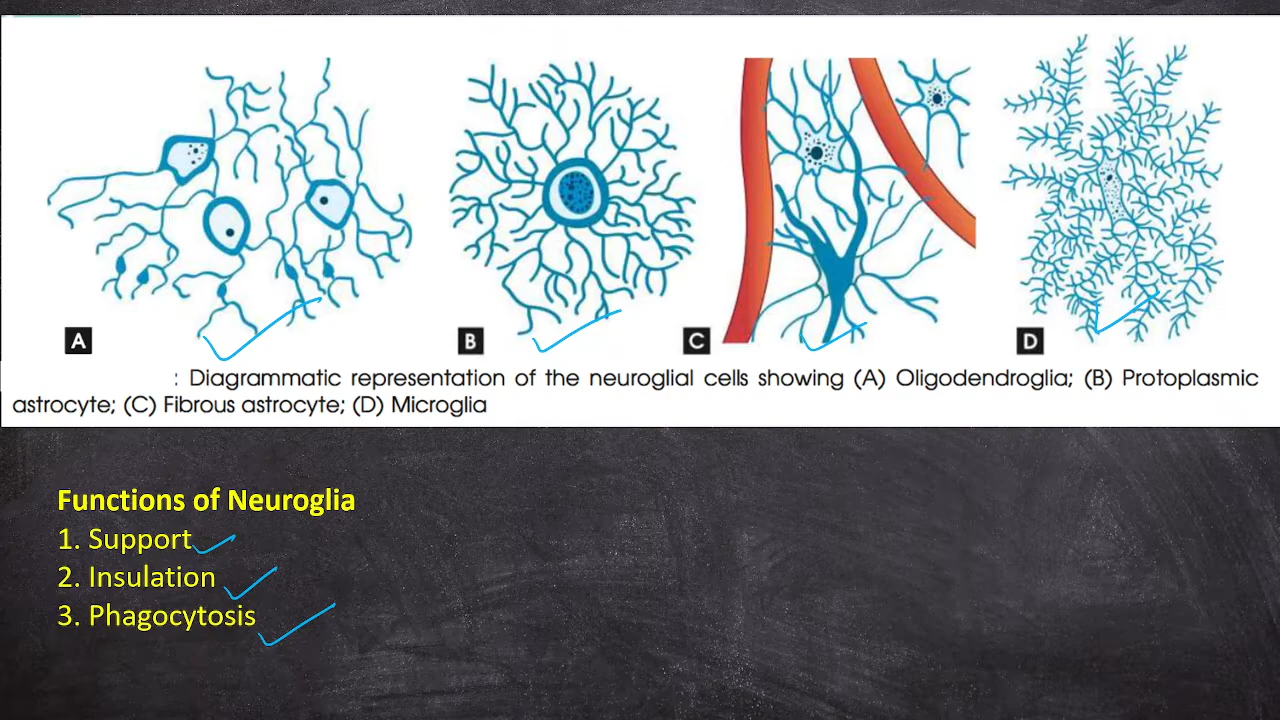 A
B
C
D
: Diagrammatic representation of the neuroglial cells showing (A) Oligodendroglia; (B) Protoplasmic
astrocyte; (C) Fibrous astrocyte; (D) Microglia
Functions of Neuroglia
1. Support
2. Insulation
3. Phagocytosis